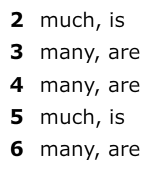 2 much, is
3 many, are
4 many, are
5 much, is
6 many, are